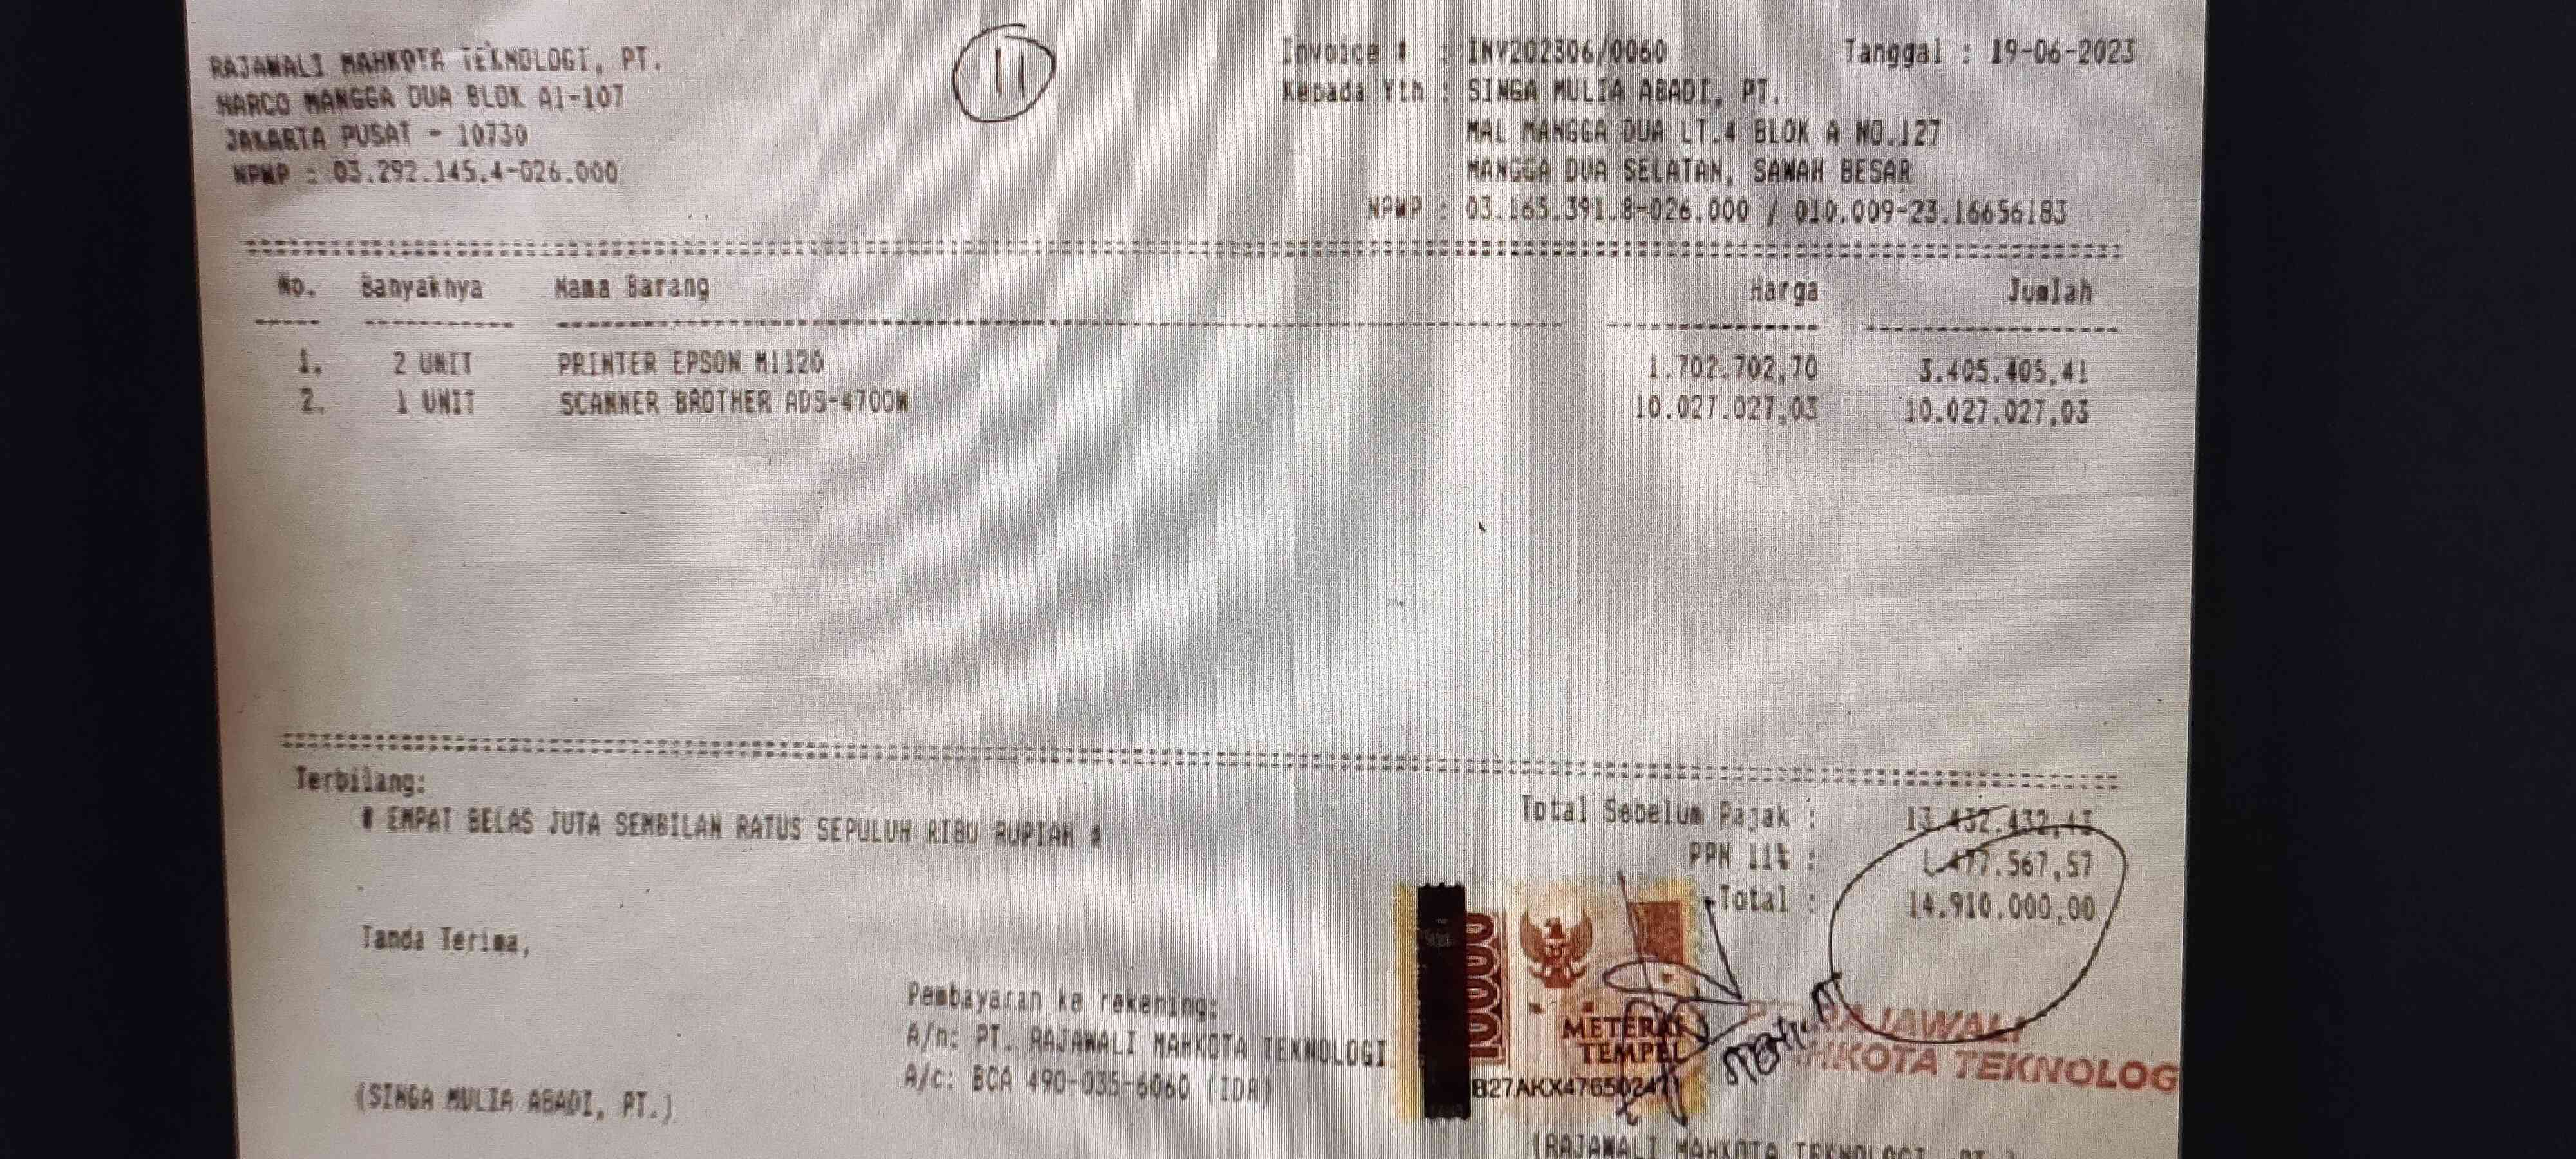 RAJAWALI MAHKOTA TEKNOLOGI, PT.
HARCO MANGGA DUA BLOK A1-107
JAKARTA PUSAT - 10730
NPWP : 03.292.145.4-026.000
11
Invoice # : INV202306/0060 Tanggal : 19-06-2023
Kepada Yth : SINGA MULIA ABADI, PT.
MAL MANGGA DUA LT.4 BLOK A NO.127
MANGGA DUA SELATAN, SAWAH BESAR
NPWP : 03.165.391.8-026.000 / 010.009-23.16656183
No. Banyaknya Nama Barang Harga Jumlah
1. 2 UNIT PRINTER EPSON M1120 1.702.702,70 3.405.405,41
2. 1 UNIT SCANNER BROTHER ADS-4700W 10.027.027,03 10.027.027,03
Terbilang:
# EMPAT BELAS JUTA SEMBILAN RATUS SEPULUH RIBU RUPIAH #
Total Sebelum Pajak : 13.432.432,43
PPN 11% : 1.477.567,57
Total : 14.910.000,00
Tanda Terima,
Pembayaran ke rekening:
A/n: PT. RAJAWALI MAHKOTA TEKNOLOGI
A/c: BCA 490-035-6060 (IDR)
(SINGA MULIA ABADI, PT.)
10000
METERAI
TEMPEL
RAJAWALI
MAHKOTA TEKNOLOG
(RAJAWALI MAHKOTA TEKNOLOGI, PT.)